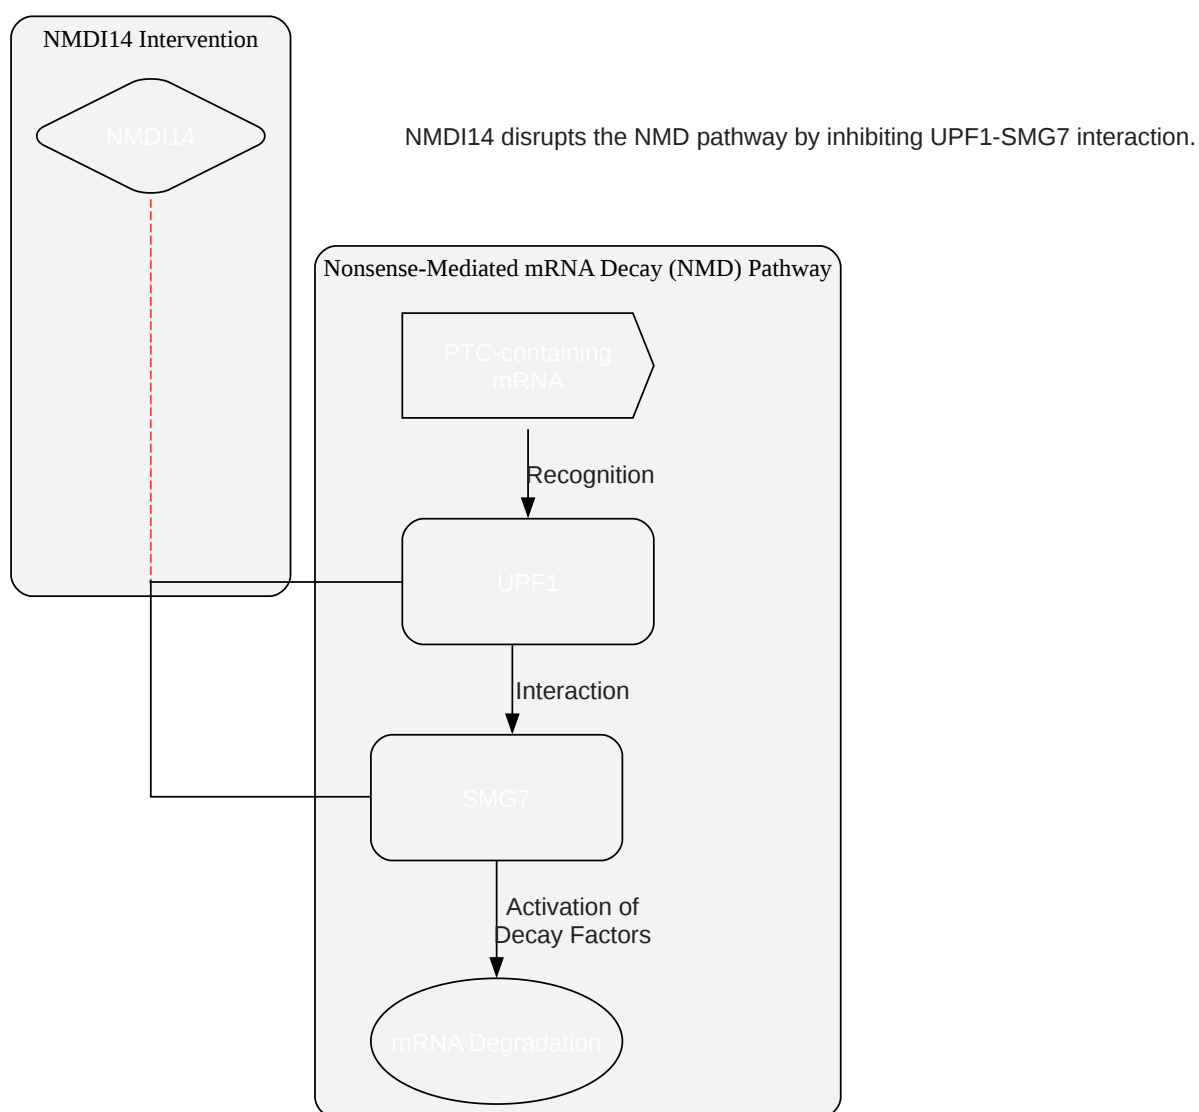 NMDI14 Intervention
NMDI14
NMDI14 disrupts the NMD pathway by inhibiting UPF1-SMG7 interaction.
Nonsense-Mediated mRNA Decay (NMD) Pathway
PTC-containing
mRNA
Recognition
UPF1
Interaction
SMG7
Activation of
Decay Factors
mRNA Degradation